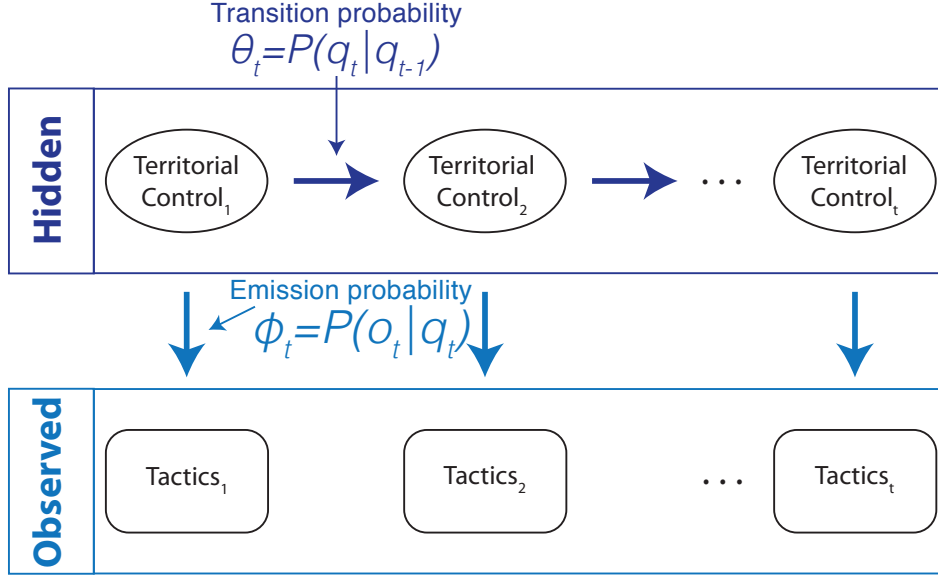 Transition probability
θₜ=P(qₜ|qₜ₋₁)
Hidden
Territorial
Control₁
Territorial
Control₂
. . .
Territorial
Controlₜ
Emission probability
ϕₜ=P(oₜ|qₜ)
Observed
Tactics₁
Tactics₂
. . .
Tacticsₜ